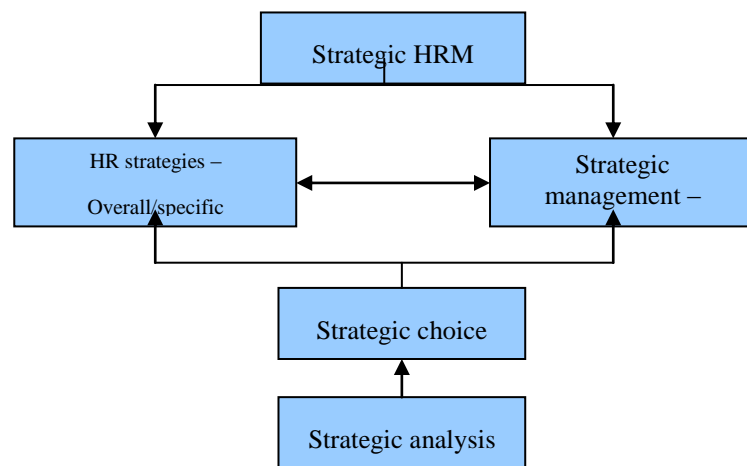 Strategic HRM
HR strategies –
Overall/specific
Strategic
management –
Strategic choice
Strategic analysis